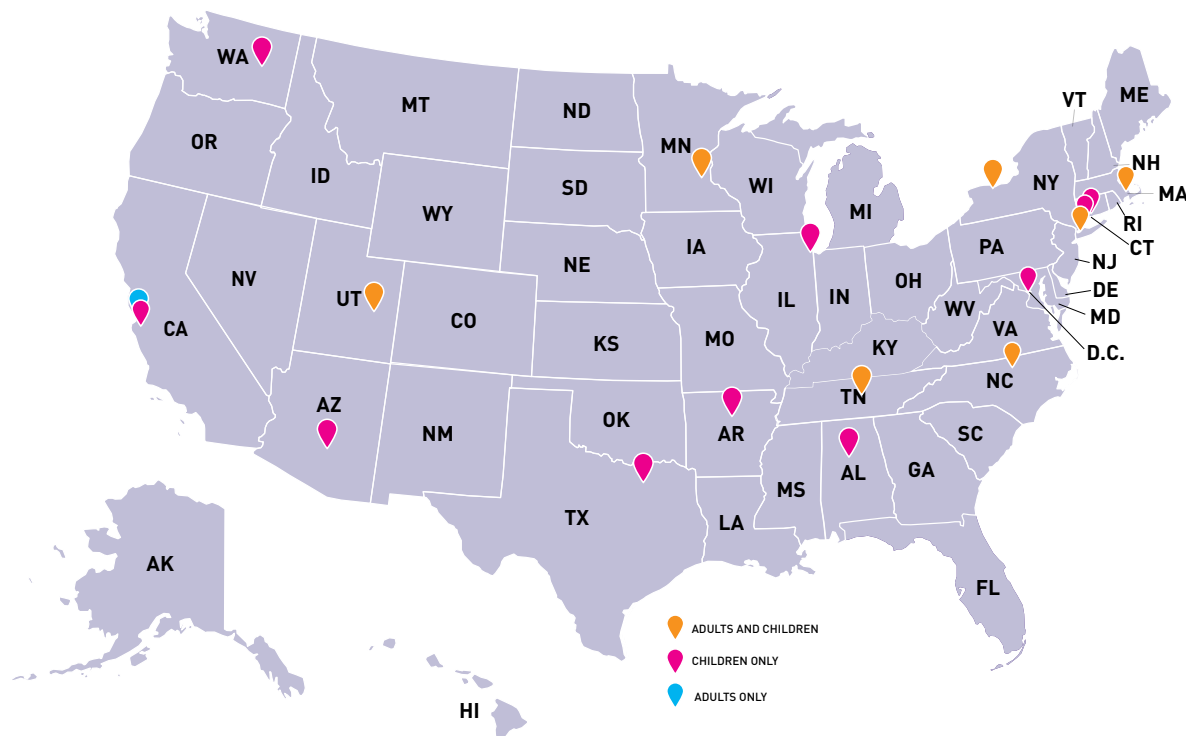 WA
MT
ND
MN
VT
ME
OR
ID
SD
WI
MI
NY
NH
MA
WY
RI
CT
NV
UT
CO
NE
IA
IL
IN
OH
PA
NJ
DE
MD
D.C.
CA
KS
MO
KY
WV
VA
AZ
NM
OK
AR
TN
NC
SC
TX
LA
MS
AL
GA
FL
AK
HI
ADULTS AND CHILDREN
CHILDREN ONLY
ADULTS ONLY